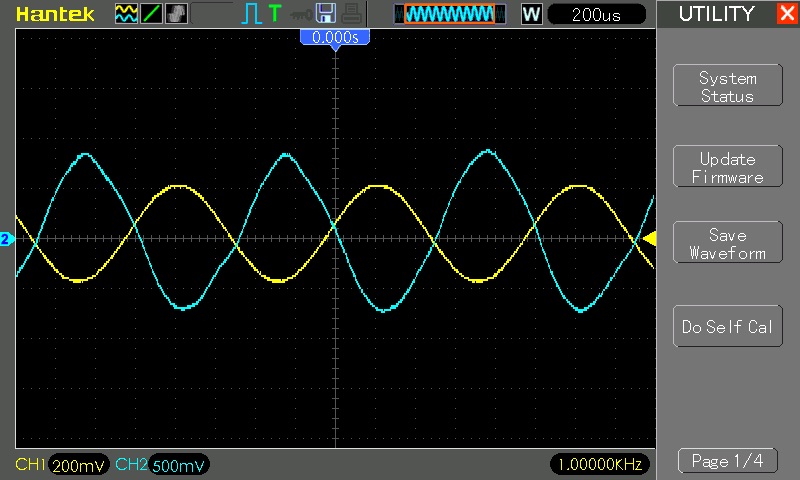 Hantek
T
W
200us
UTILITY
0.000s
System
Status
Update
Firmware
Save
Waveform
2
Do Self Cal
CH1 200mV CH2 500mV
1.00000KHz
Page 1/4